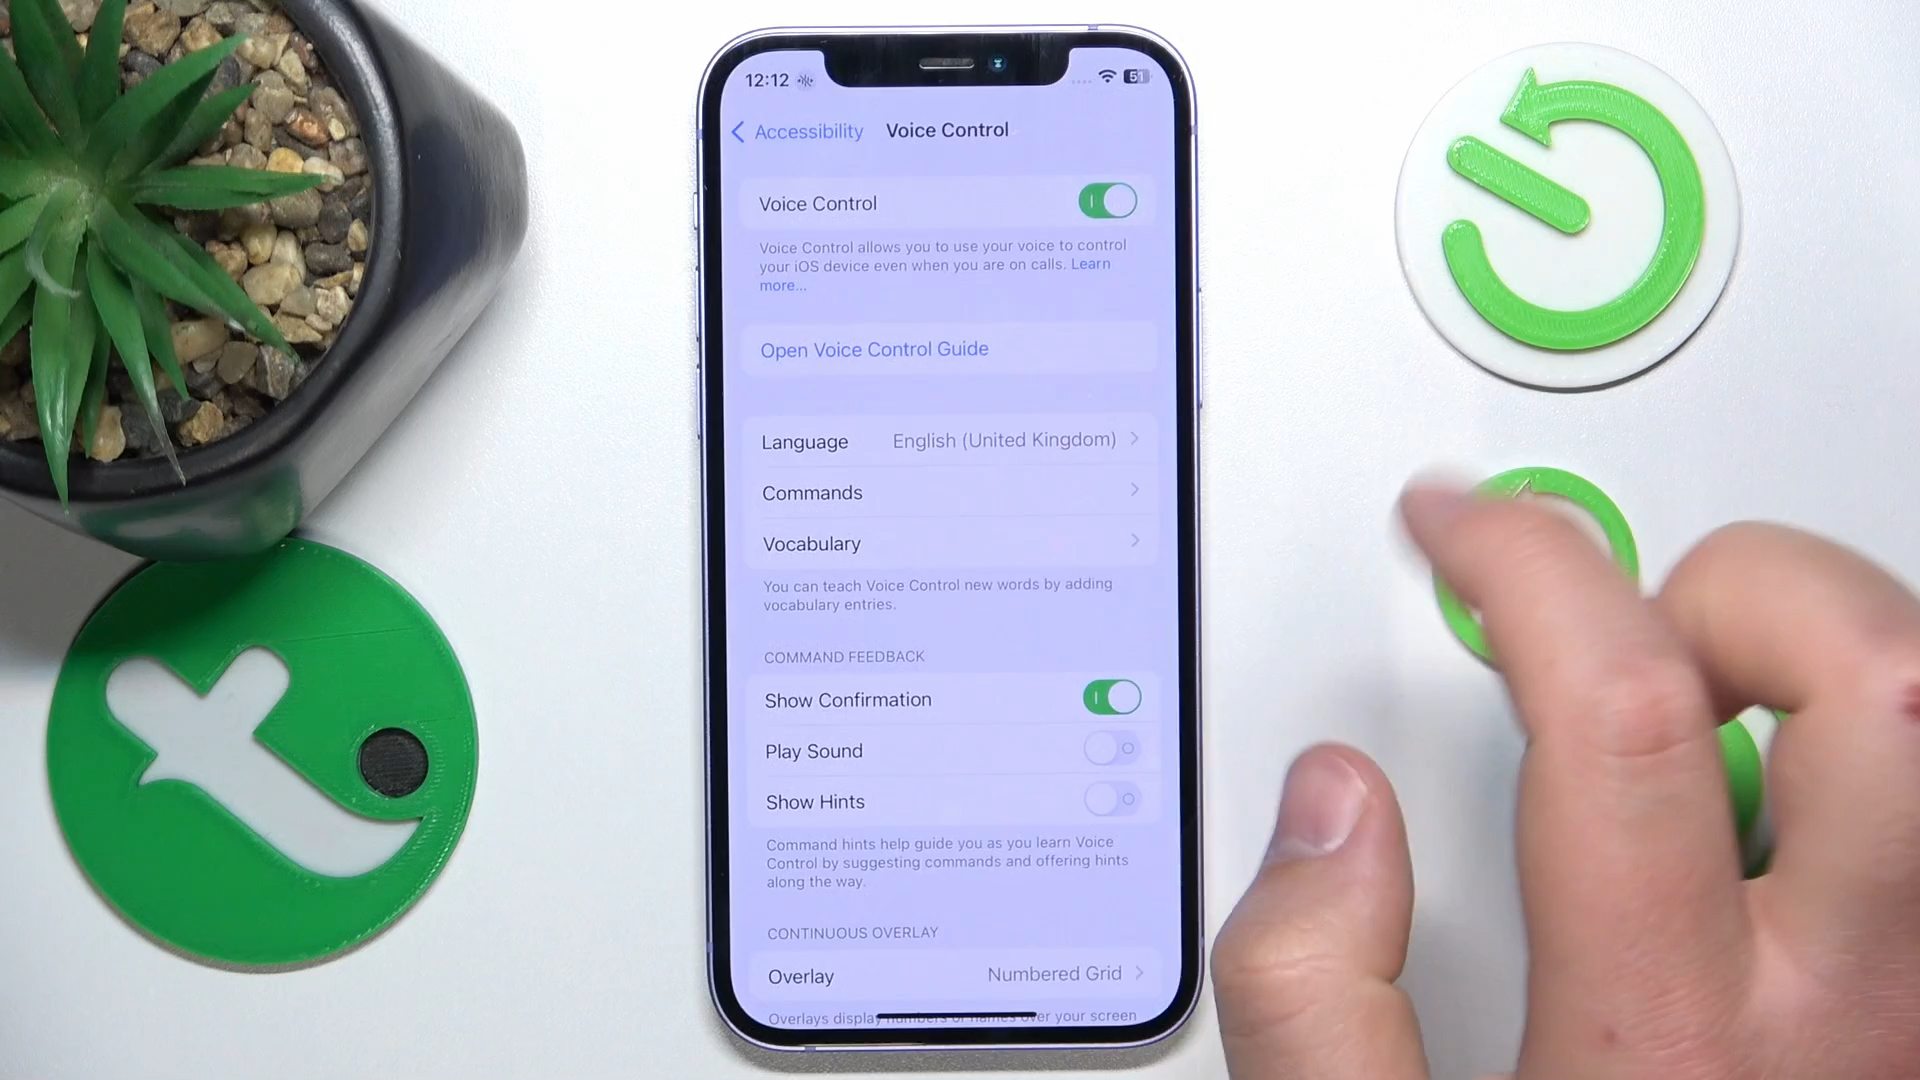 12:12
51
Accessibility
Voice Control
Voice Control
Voice Control allows you to use your voice to control
your iOS device even when you are on calls. Learn
more...
Open Voice Control Guide
Language English (United Kingdom)
Commands
Vocabulary
You can teach Voice Control new words by adding
vocabulary entries.
COMMAND FEEDBACK
Show Confirmation
Play Sound
Show Hints
Command hints help guide you as you learn Voice
Control by suggesting commands and offering hints
along the way.
CONTINUOUS OVERLAY
Overlay Numbered Grid
Overlays display numbers or names over your screen